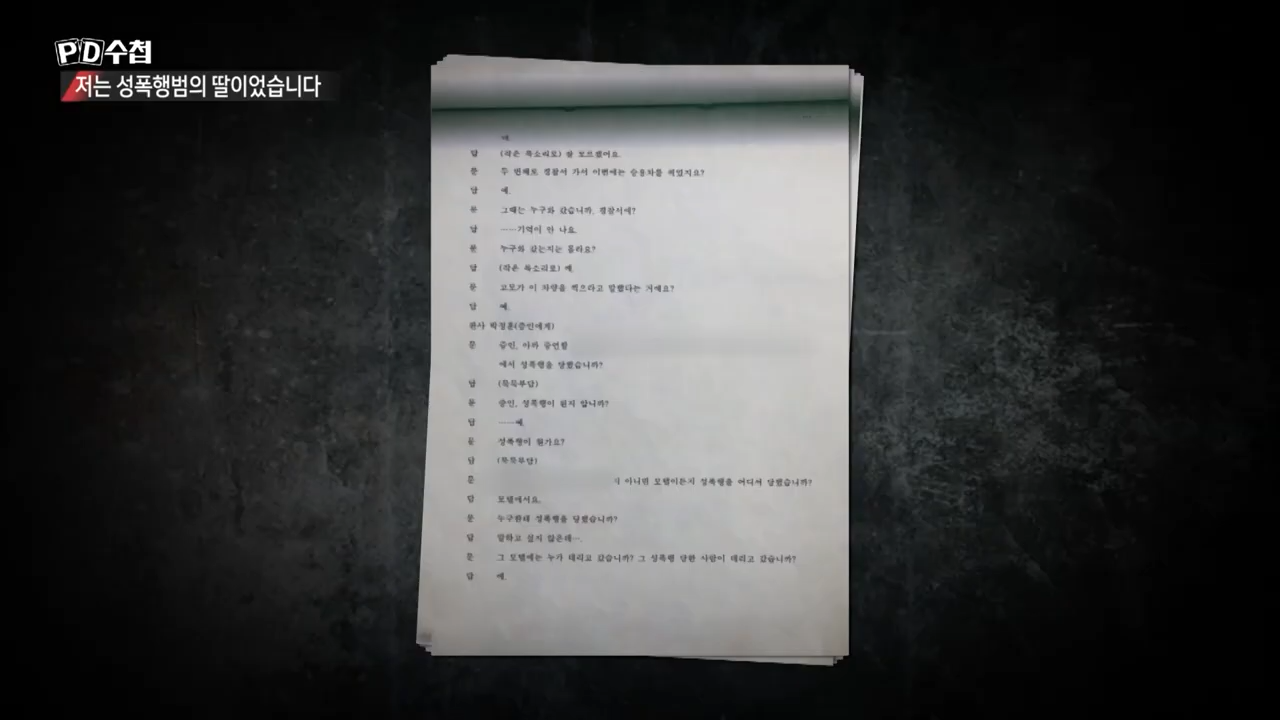 PD수첩
저는 성폭행범의 딸이었습니다
예.
답 (작은 목소리로) 잘 모르겠어요.
문 두 번째로 경찰에 가서 이번에는 승용차를 찍었지요?
답 예.
문 그때는 누구와 갔습니까, 경찰서에?
답 ……기억이 안 나요.
문 누구와 갔는지는 몰라요?
답 (작은 목소리로) 예.
문 고모가 이 차량을 찍으라고 말했다는 거예요?
답 예.
판사 박정훈(증인에게)
문 증인, 아까 증언할
에서 성폭행을 당했습니까?
답 (묵묵부답)
문 증인, 성폭행이 뭔지 압니까?
답 ……예.
문 성폭행이 뭔가요?
답 (묵묵부답)
문 아니면 모텔이든지 성폭행을 어디서 당했습니까?
답 모텔에서요.
문 누구한테 성폭행을 당했습니까?
답 말하고 싶지 않은데….
문 그 모텔에는 누가 데리고 갔습니까? 그 성폭행 당한 사람이 데리고 갔습니까?
답 예.